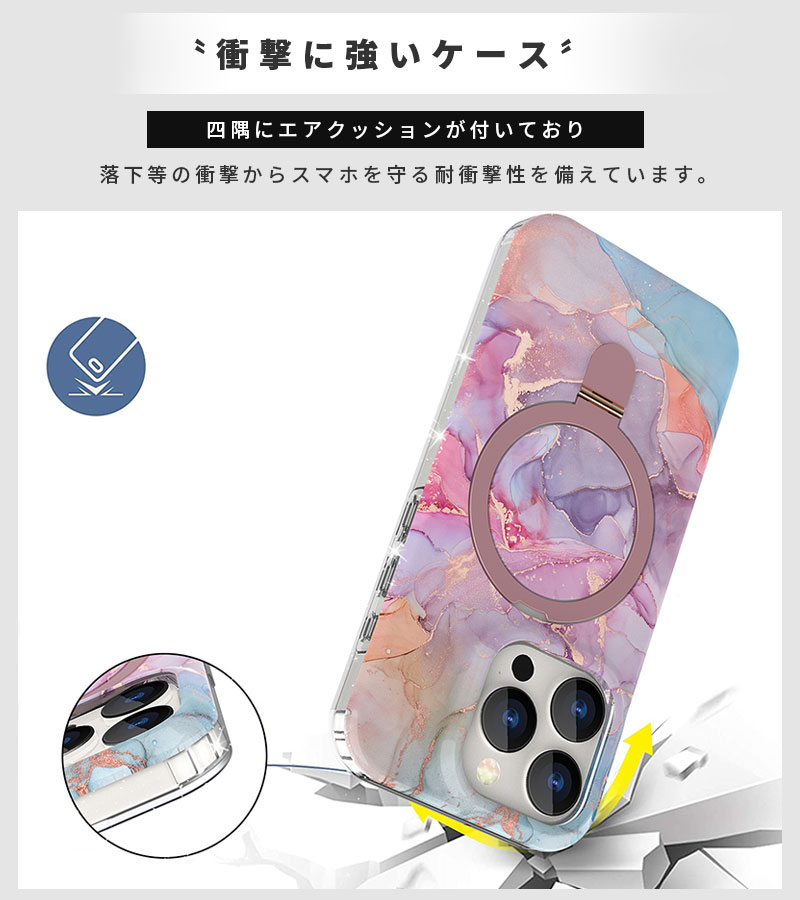 〝衝撃に強いケース〞
四隅にエアクッションが付いており
落下等の衝撃からスマホを守る耐衝撃性を備えています。